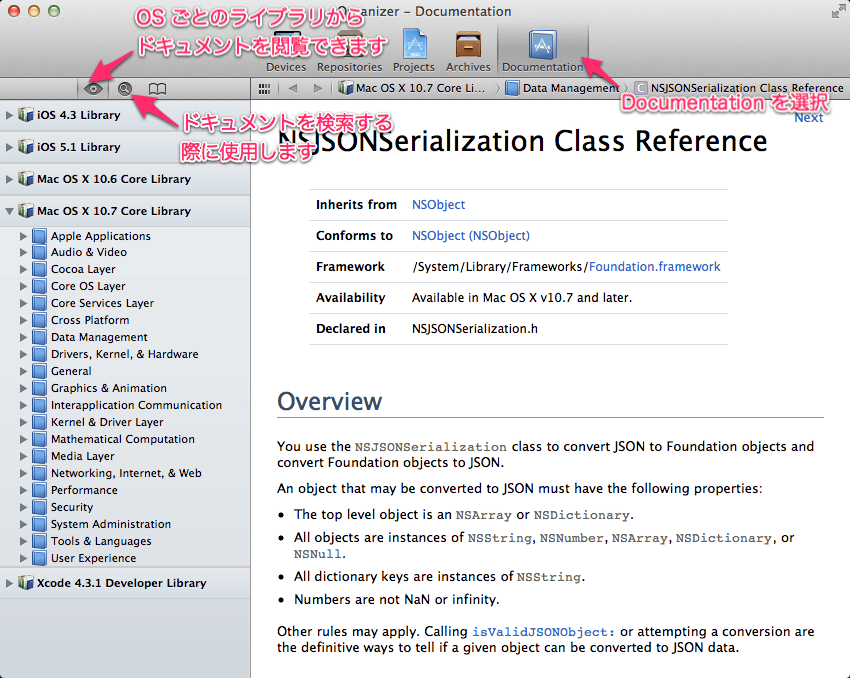 Organizer – Documentation
OS ごとのライブラリから
ドキュメントを閲覧できます
Devices Repositories Projects Archives Documentation
Documentation を選択
Mac OS X 10.7 Core Li... Data Management NSJSONSerialization Class Reference
Next
ドキュメントを検索する
際に使用します
iOS 4.3 Library
iOS 5.1 Library
Mac OS X 10.6 Core Library
Mac OS X 10.7 Core Library
Apple Applications
Audio & Video
Cocoa Layer
Core OS Layer
Core Services Layer
Cross Platform
Data Management
Drivers, Kernel, & Hardware
General
Graphics & Animation
Interapplication Communication
Kernel & Driver Layer
Mathematical Computation
Media Layer
Networking, Internet, & Web
Performance
Security
System Administration
Tools & Languages
User Experience
Xcode 4.3.1 Developer Library
NSJSONSerialization Class Reference
Inherits from NSObject
Conforms to NSObject (NSObject)
Framework /System/Library/Frameworks/Foundation.framework
Availability Available in Mac OS X v10.7 and later.
Declared in NSJSONSerialization.h
Overview
You use the NSJSONSerialization class to convert JSON to Foundation objects and
convert Foundation objects to JSON.
An object that may be converted to JSON must have the following properties:
• The top level object is an NSArray or NSDictionary.
• All objects are instances of NSString, NSNumber, NSArray, NSDictionary, or
NSNull.
• All dictionary keys are instances of NSString.
• Numbers are not NaN or infinity.
Other rules may apply. Calling isValidJSONObject: or attempting a conversion are
the definitive ways to tell if a given object can be converted to JSON data.